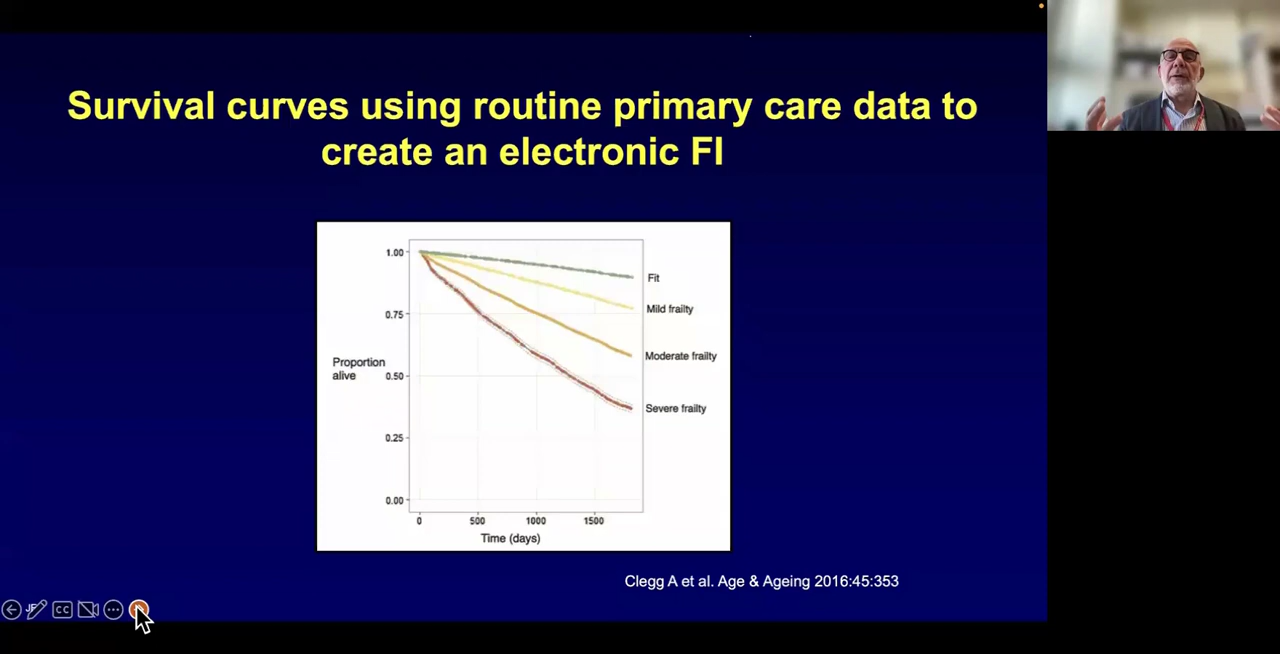 Survival curves using routine primary care data to
create an electronic FI
1.00
0.75
0.50
0.25
0.00
Proportion
alive
Fit
Mild frailty
Moderate frailty
Severe frailty
0 500 1000 1500
Time (days)
Clegg A et al. Age & Ageing 2016:45:353
JF
CC